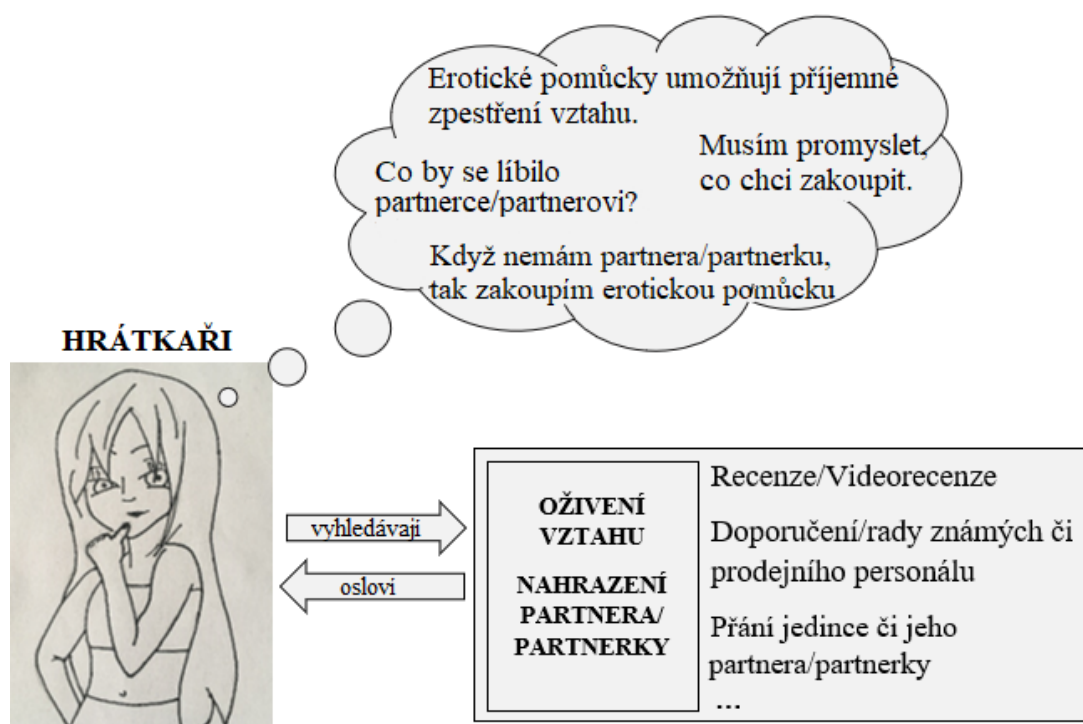 Erotické pomůcky umožňují příjemné
zpestření vztahu.
Musím promyslet,
co chci zakoupit.
Co by se líbilo
partnerce/partnerovi?
Když nemám partnera/partnerku,
tak zakoupím erotickou pomůcku
HRÁTKAŘI
vyhledávají
osloví
OŽIVENÍ
VZTAHU
NAHRAZENÍ
PARTNERA/
PARTNERKY
Recenze/Videorecenze
Doporučení/rady známých či
prodejního personálu
Přání jedince či jeho
partnera/partnerky
...